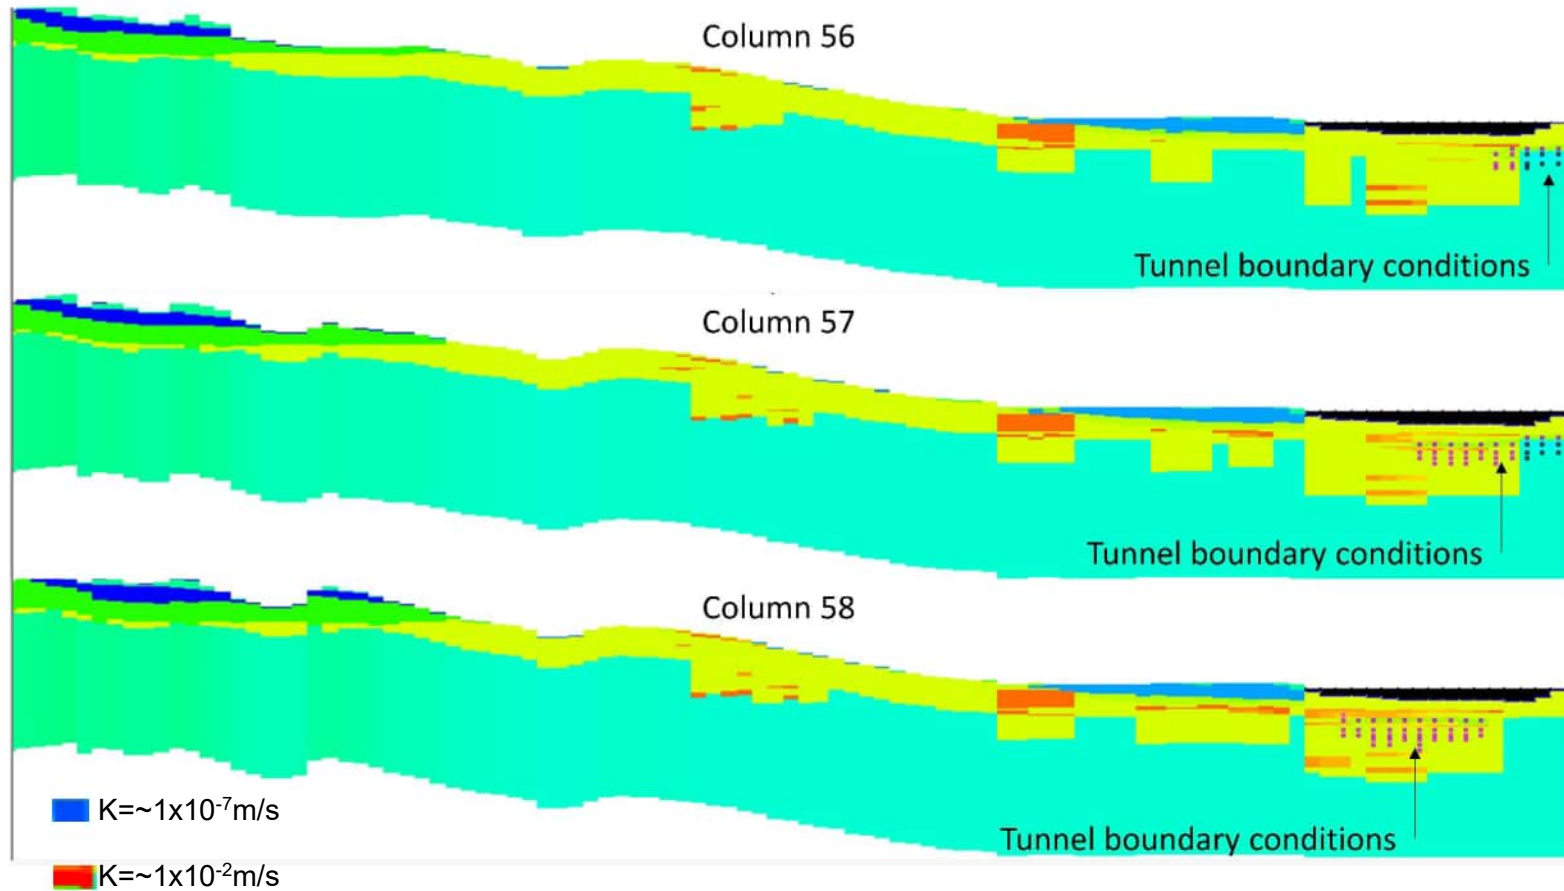 Column 56
Tunnel boundary conditions
Column 57
Tunnel boundary conditions
Column 58
Tunnel boundary conditions
K=~1x10⁻⁷m/s
K=~1x10⁻²m/s